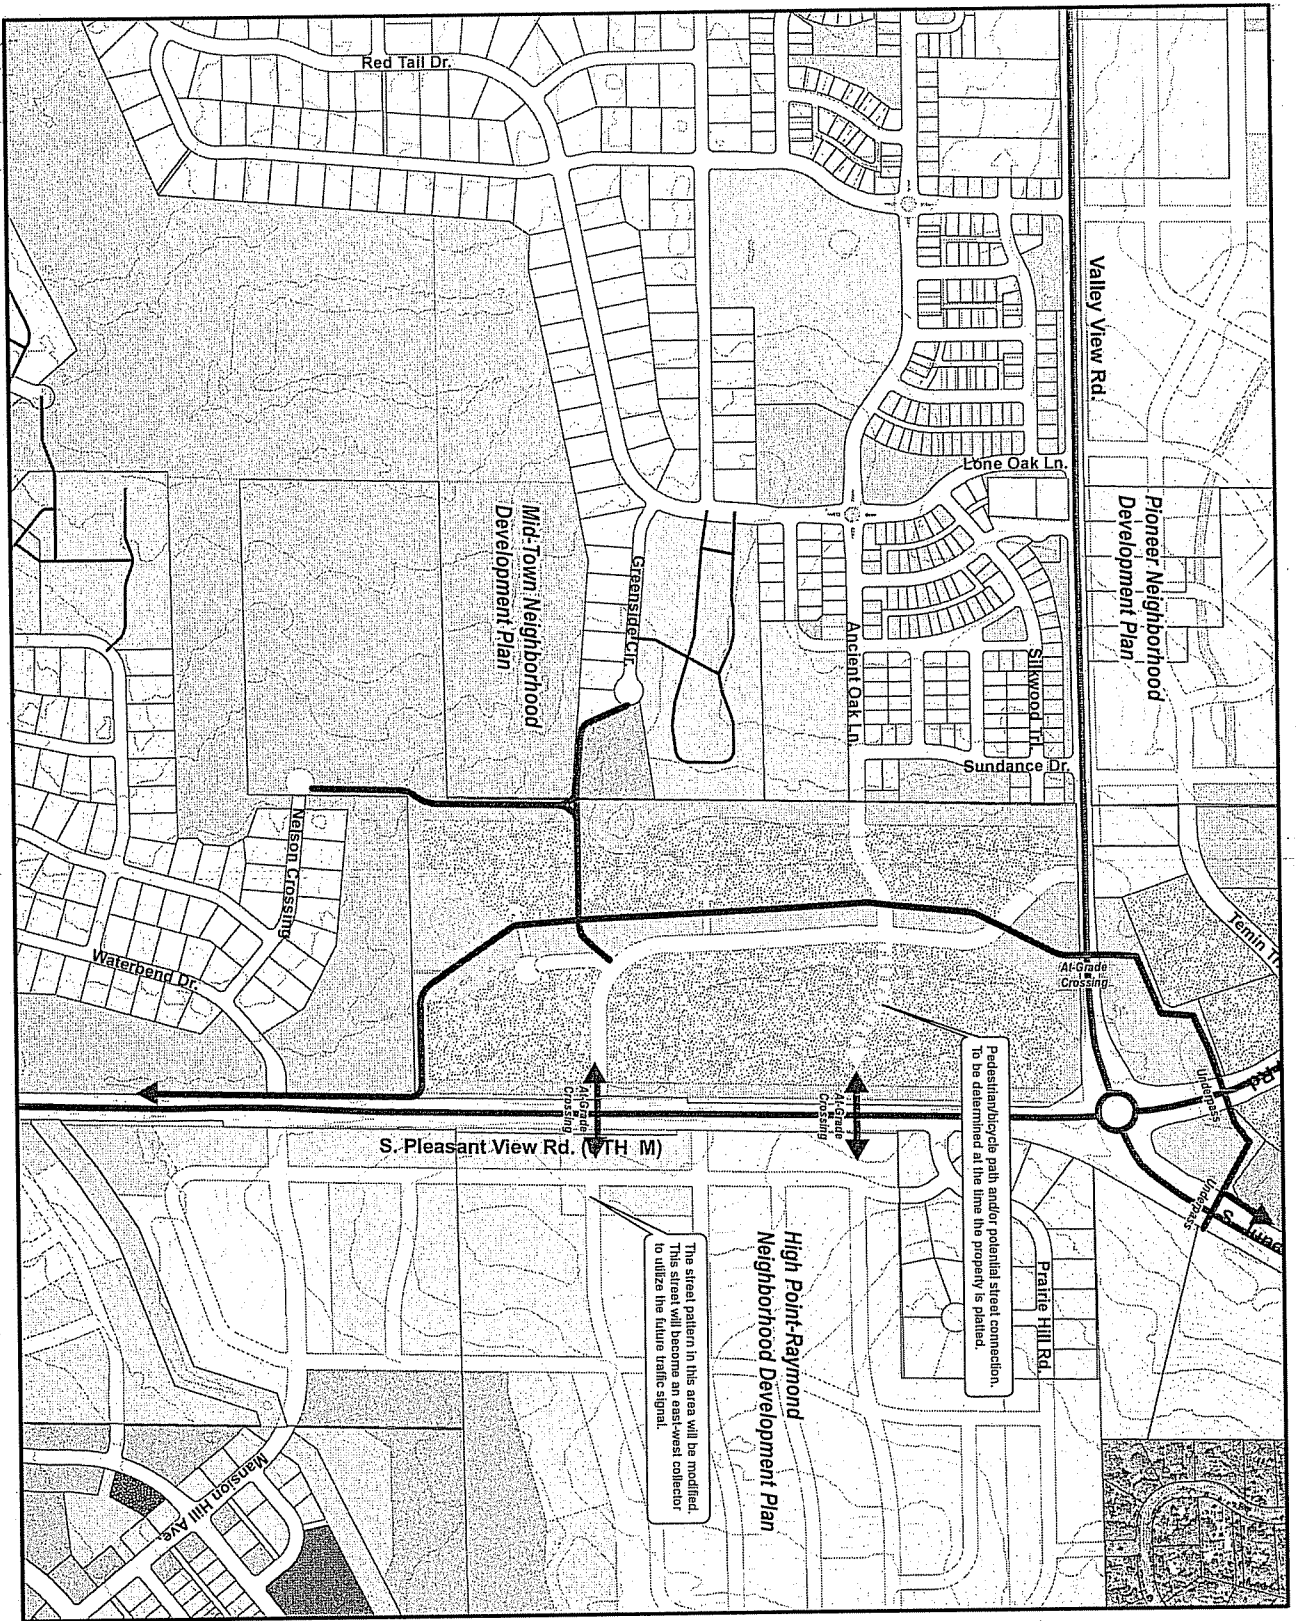 Red Tail Dr.
Valley View Rd.
Lone Oak Ln.
Pioneer Neighborhood
Development Plan
Mid-Town Neighborhood
Development Plan
Greenside Cir.
Ancient Oak Ln.
Silkwood Trl.
Sundance Dr.
Nelson Crossing
Waterbend Dr.
Temin Tr.
At-Grade
Crossing
Pedestrian/bicycle path and/or potential street connection.
To be determined at the time the property is platted.
Rd
Underpass
Underpass
At-Grade
Crossing
At-Grade
Crossing
S. Pleasant View Rd. (CTH M)
High Point-Raymond
Neighborhood Development Plan
Prairie Hill Rd.
The street pattern in this area will be modified.
This street will become an east-west collector
to utilize the future traffic signal.
Mansion Hill Ave.